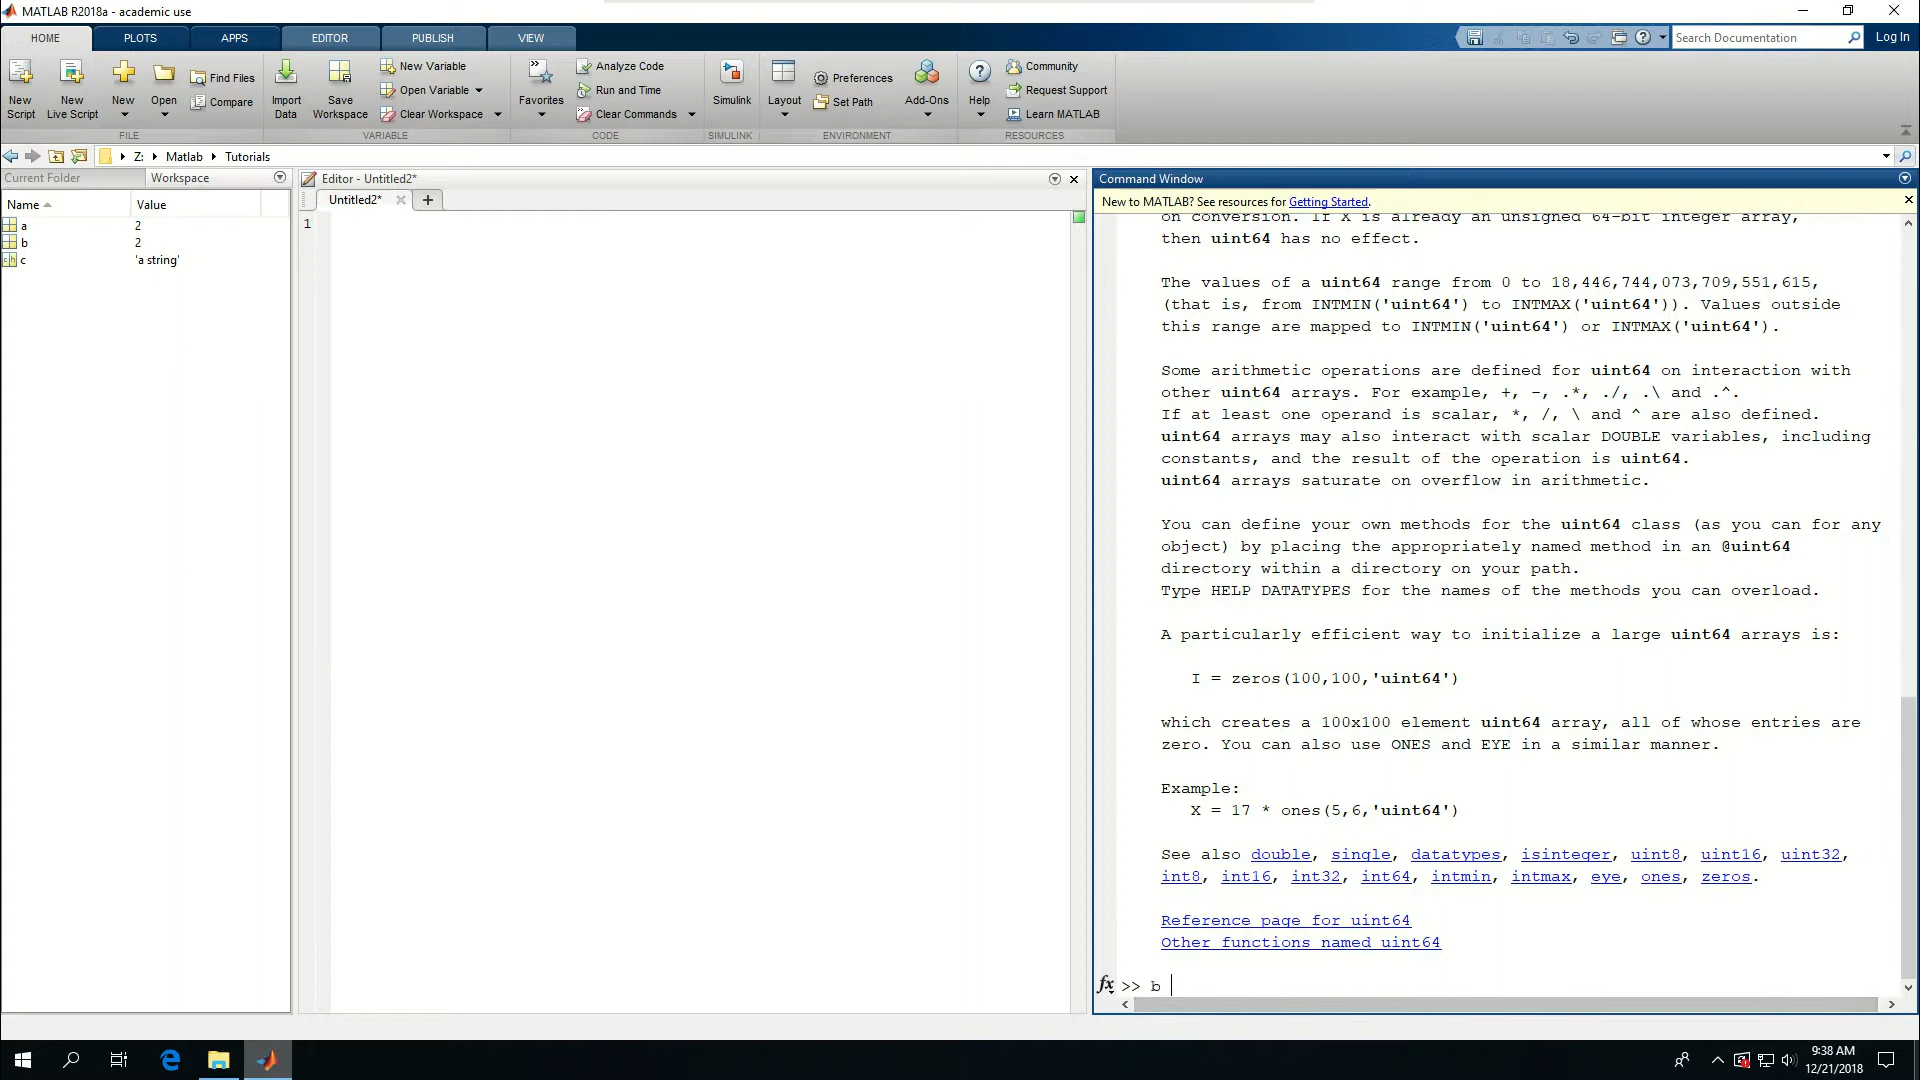 MATLAB R2018a - academic use
HOME PLOTS APPS EDITOR PUBLISH VIEW
Search Documentation
Log In
New Script
New Live Script
New
Open
Find Files
Compare
Import Data
Save Workspace
New Variable
Open Variable
Clear Workspace
Favorites
Analyze Code
Run and Time
Clear Commands
Simulink
Layout
Preferences
Set Path
Add-Ons
Help
Community
Request Support
Learn MATLAB
FILE VARIABLE CODE SIMULINK ENVIRONMENT RESOURCES
Z: Matlab Tutorials
Current Folder Workspace
Name Value
a 2
b 2
c 'a string'
Editor - Untitled2*
Untitled2*
1
Command Window
New to MATLAB? See resources for Getting Started.
on conversion. If X is already an unsigned 64-bit integer array,
then uint64 has no effect.
The values of a uint64 range from 0 to 18,446,744,073,709,551,615,
(that is, from INTMIN('uint64') to INTMAX('uint64')). Values outside
this range are mapped to INTMIN('uint64') or INTMAX('uint64').
Some arithmetic operations are defined for uint64 on interaction with
other uint64 arrays. For example, +, -, .*, ./, .\ and .^.
If at least one operand is scalar, *, /, \ and ^ are also defined.
uint64 arrays may also interact with scalar DOUBLE variables, including
constants, and the result of the operation is uint64.
uint64 arrays saturate on overflow in arithmetic.
You can define your own methods for the uint64 class (as you can for any
object) by placing the appropriately named method in an @uint64
directory within a directory on your path.
Type HELP DATATYPES for the names of the methods you can overload.
A particularly efficient way to initialize a large uint64 arrays is:
I = zeros(100,100,'uint64')
which creates a 100x100 element uint64 array, all of whose entries are
zero. You can also use ONES and EYE in a similar manner.
Example:
X = 17 * ones(5,6,'uint64')
See also double, single, datatypes, isinteger, uint8, uint16, uint32,
int8, int16, int32, int64, intmin, intmax, eye, ones, zeros.
Reference page for uint64
Other functions named uint64
fx >> b
9:38 AM
12/21/2018